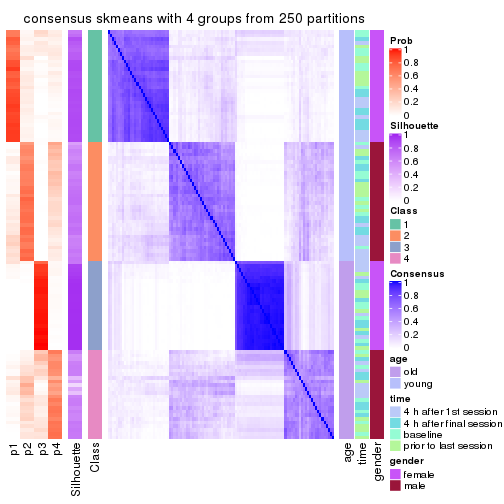 consensus skmeans with 4 groups from 250 partitions
Prob
1
0.8
0.6
0.4
0.2
0
Silhouette
1
0.8
0.6
0.4
0.2
0
Class
1
2
3
4
Consensus
1
0.8
0.6
0.4
0.2
0
age
old
young
time
4 h after 1st session
4 h after final session
baseline
prior to last session
gender
female
male
p1
p2
p3
p4
Silhouette
Class
age
time
gender